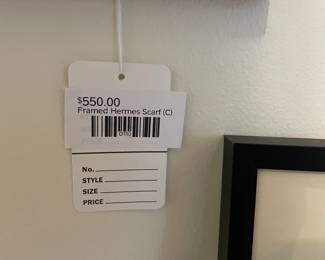 $550.00
Framed Hermes Scarf (C)
No.
STYLE
SIZE
PRICE